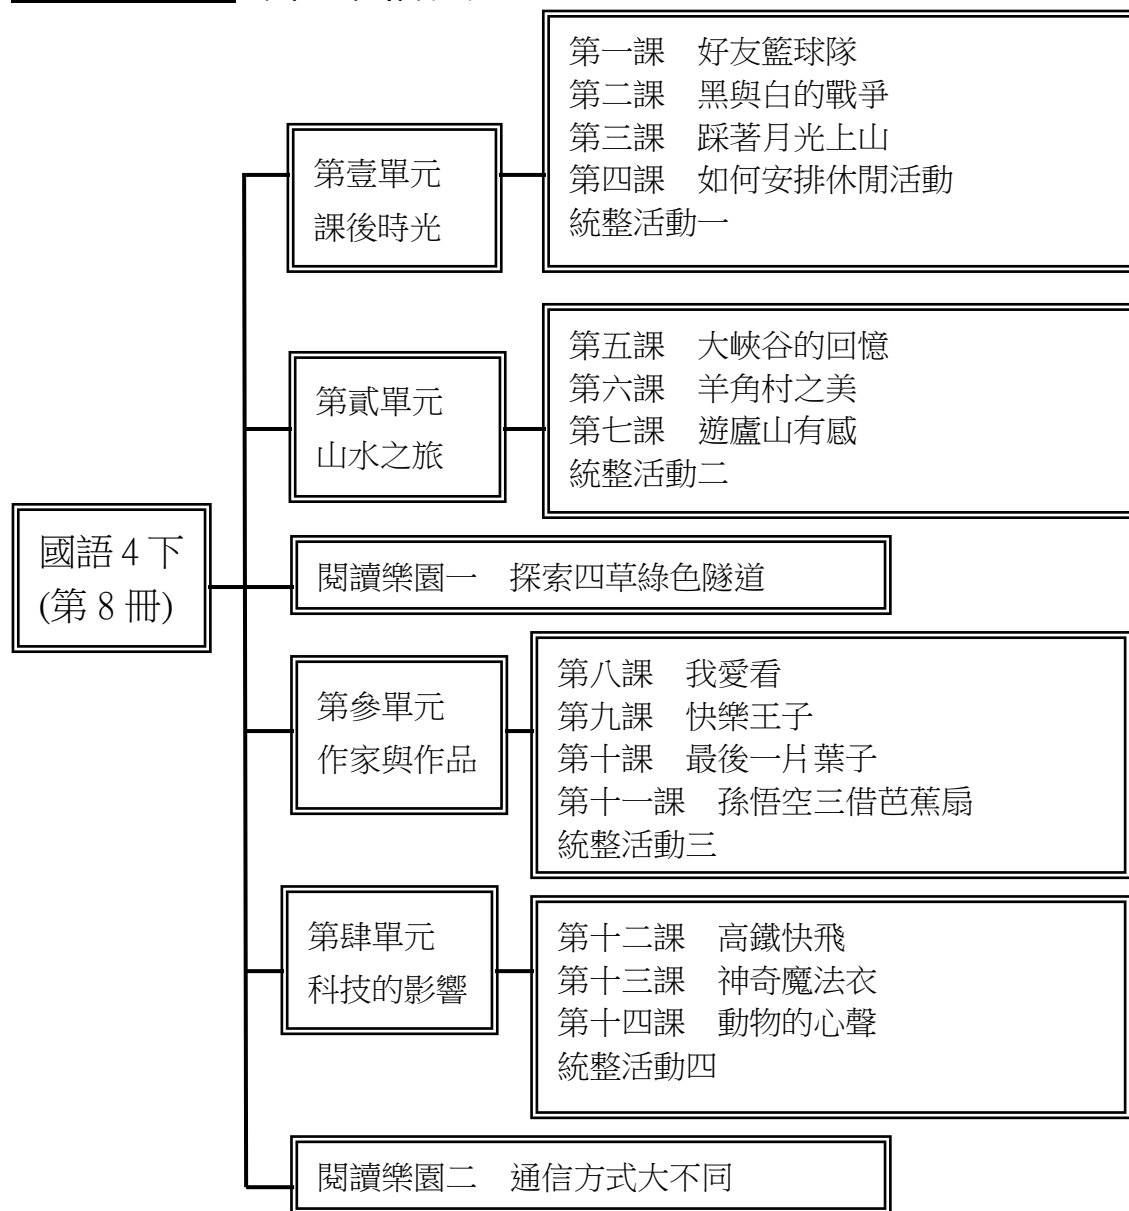 國語 4 下
(第 8 冊)
第壹單元
課後時光
第一課　好友籃球隊
第二課　黑與白的戰爭
第三課　踩著月光上山
第四課　如何安排休閒活動
統整活動一
第貳單元
山水之旅
第五課　大峽谷的回憶
第六課　羊角村之美
第七課　遊廬山有感
統整活動二
閱讀樂園一　探索四草綠色隧道
第參單元
作家與作品
第八課　我愛看
第九課　快樂王子
第十課　最後一片葉子
第十一課　孫悟空三借芭蕉扇
統整活動三
第肆單元
科技的影響
第十二課　高鐵快飛
第十三課　神奇魔法衣
第十四課　動物的心聲
統整活動四
閱讀樂園二　通信方式大不同